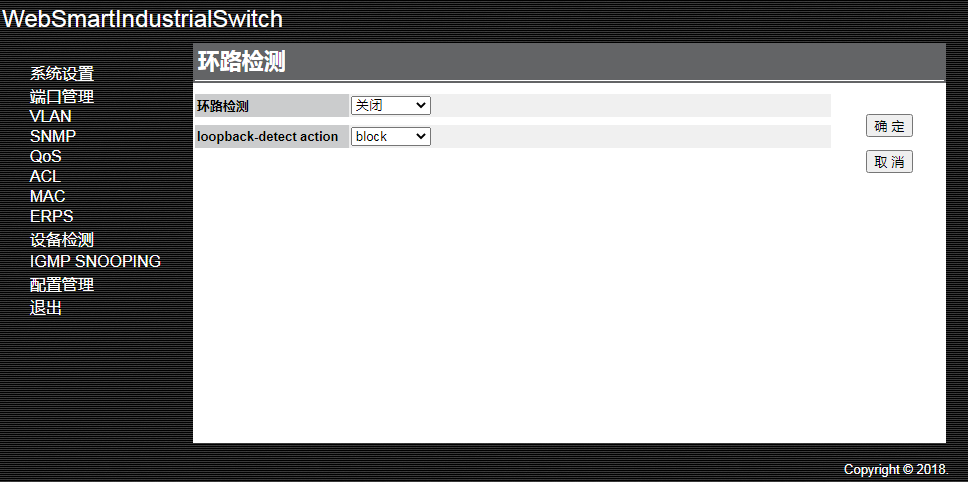 WebSmartIndustrialSwitch
系统设置
端口管理
VLAN
SNMP
QoS
ACL
MAC
ERPS
设备检测
IGMP SNOOPING
配置管理
退出
环路检测
环路检测 关闭
loopback-detect action block
确 定
取 消
Copyright © 2018.